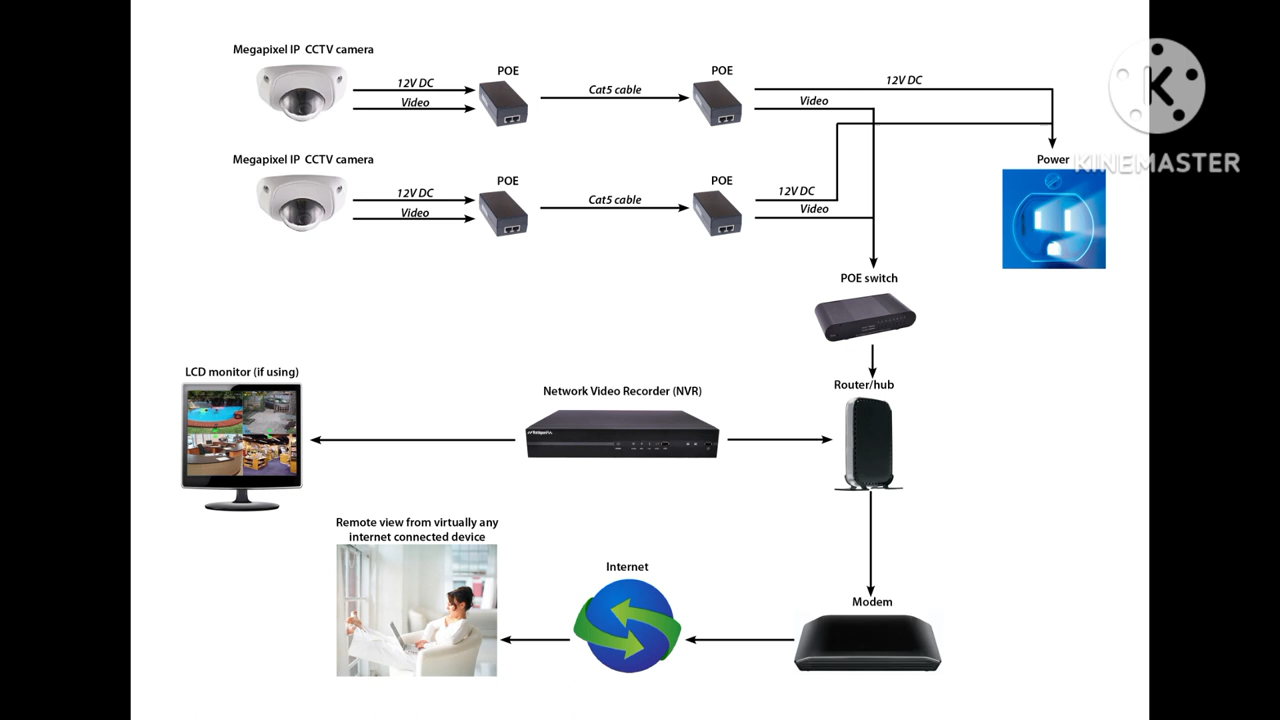 Megapixel IP CCTV camera
12V DC
Video
POE
Cat5 cable
POE
12V DC
Video
KINEMASTER
Megapixel IP CCTV camera
12V DC
Video
POE
Cat5 cable
POE
12V DC
Video
Power
POE switch
Router/hub
LCD monitor (if using)
Network Video Recorder (NVR)
Remote view from virtually any
internet connected device
Internet
Modem